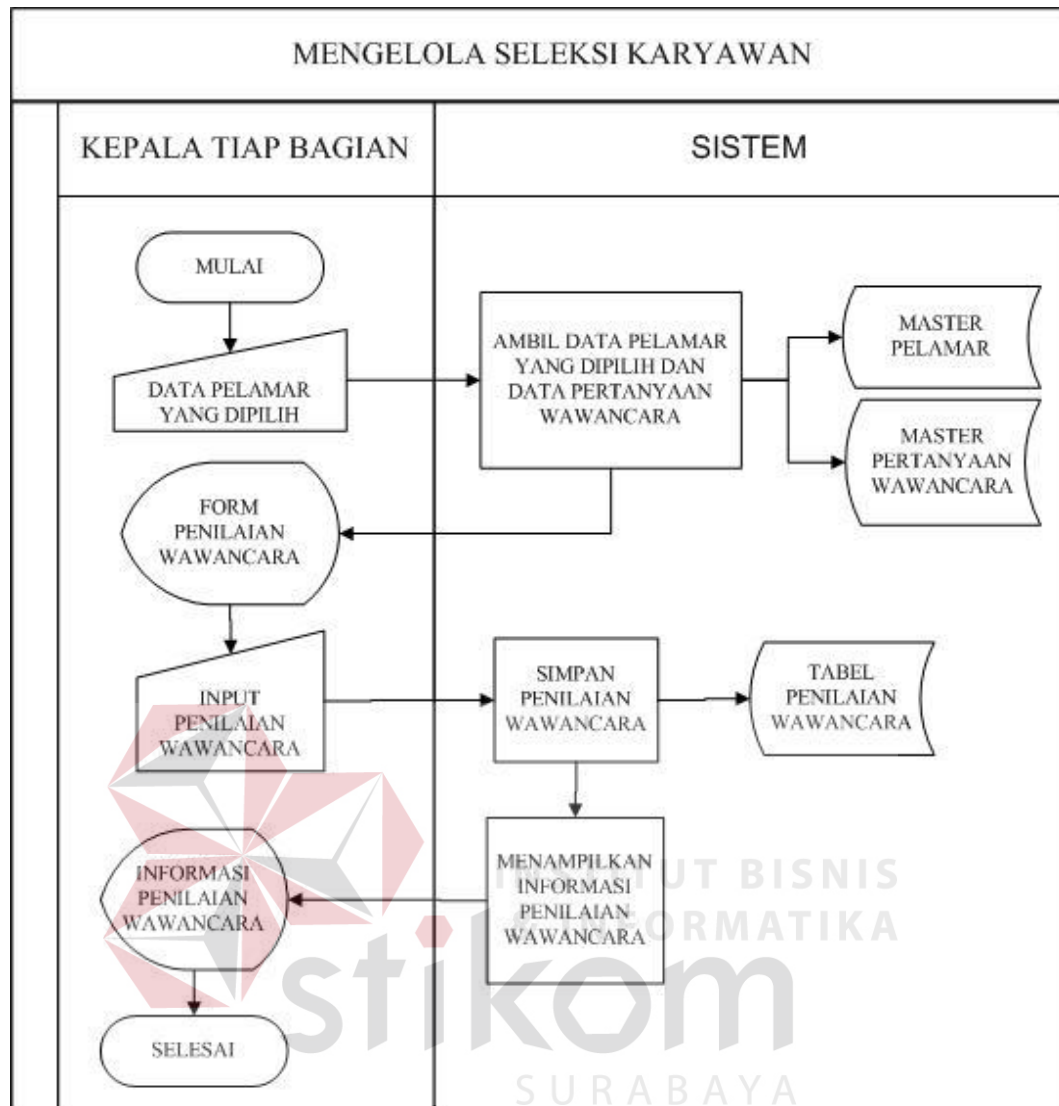 MENGELOLA SELEKSI KARYAWAN
KEPALA TIAP BAGIAN
SISTEM
MULAI
DATA PELAMAR
YANG DIPILIH
AMBIL DATA PELAMAR
YANG DIPILIH DAN
DATA PERTANYAAN
WAWANCARA
MASTER
PELAMAR
MASTER
PERTANYAAN
WAWANCARA
FORM
PENILAIAN
WAWANCARA
INPUT
PENILAIAN
WAWANCARA
SIMPAN
PENILAIAN
WAWANCARA
TABEL
PENILAIAN
WAWANCARA
MENAMPILKAN
INFORMASI
PENILAIAN
WAWANCARA
INFORMASI
PENILAIAN
WAWANCARA
SELESAI
INSTITUT BISNIS
& INFORMATIKA
stikom
SURABAYA